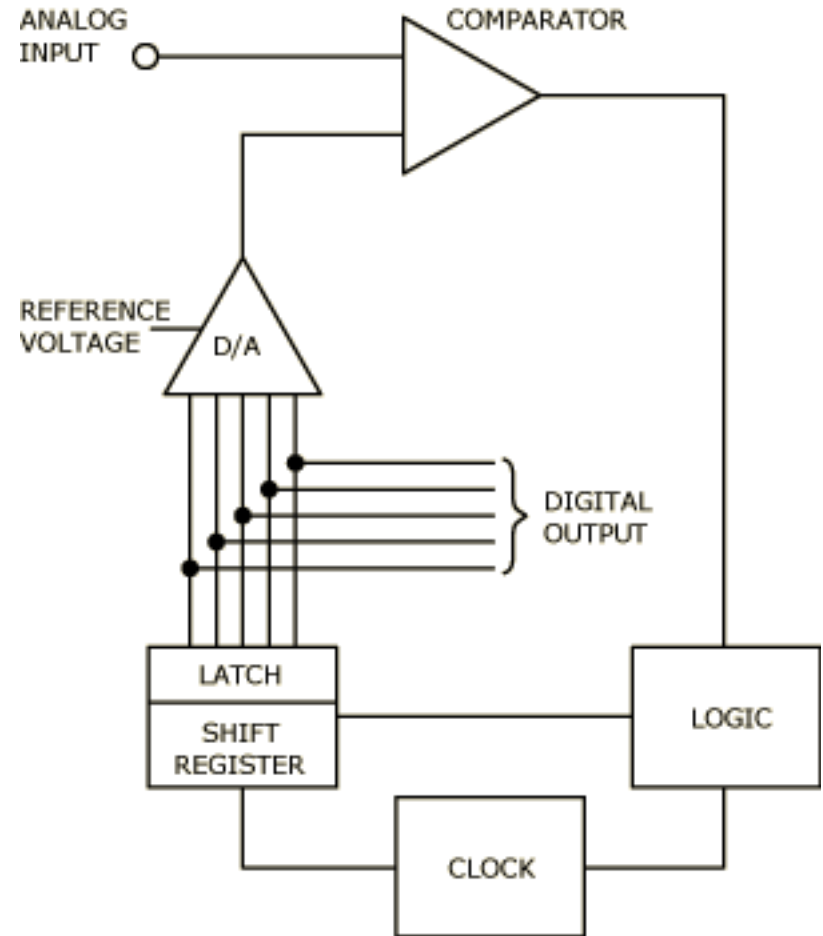 ANALOG
INPUT
COMPARATOR
REFERENCE
VOLTAGE
D/A
DIGITAL
OUTPUT
LATCH
SHIFT
REGISTER
LOGIC
CLOCK